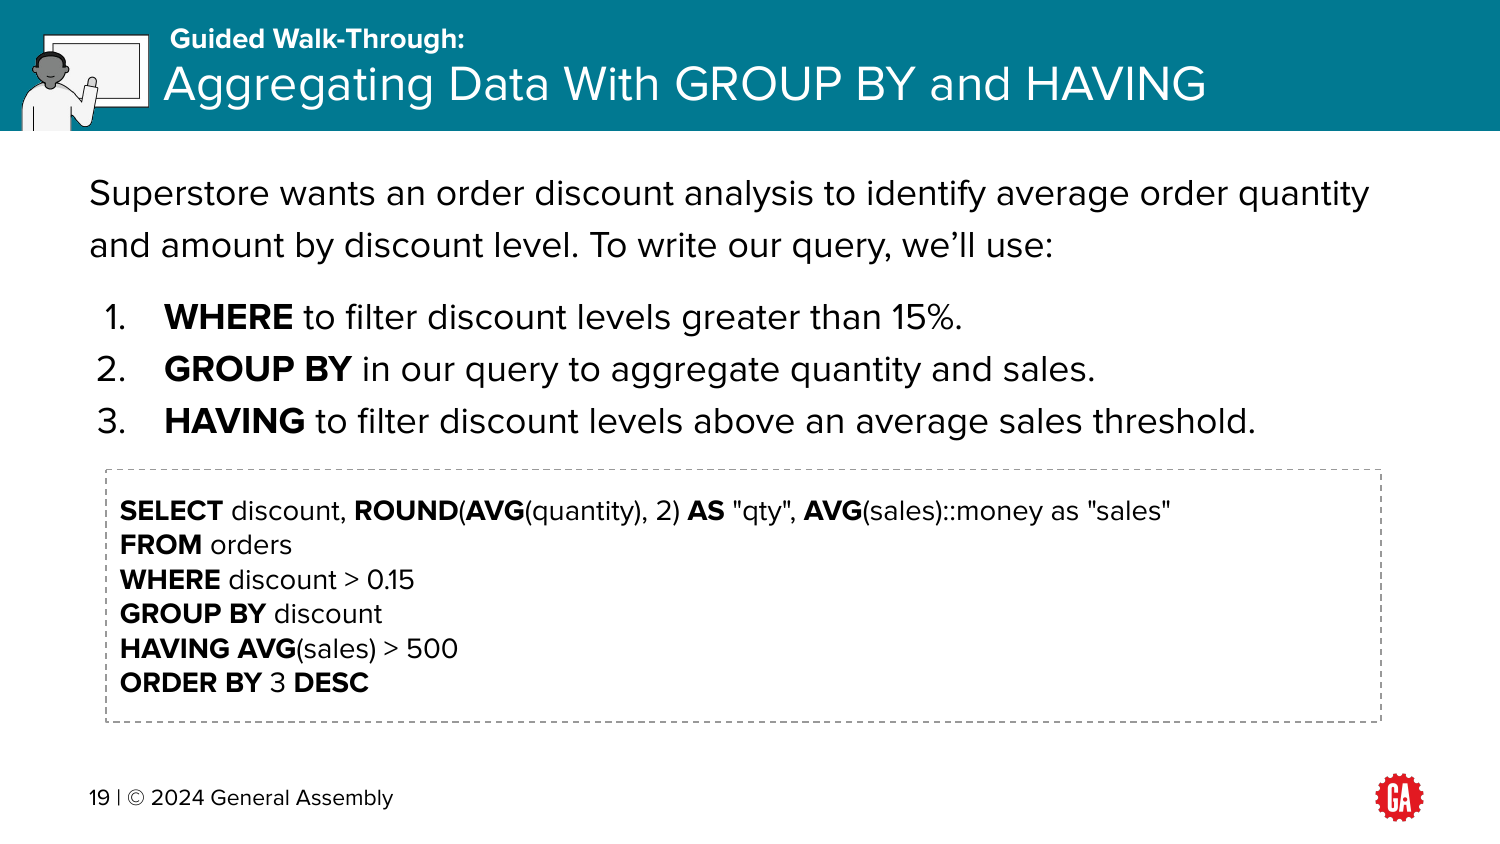 Guided Walk-Through:
Aggregating Data With GROUP BY and HAVING
Superstore wants an order discount analysis to identify average order quantity
and amount by discount level. To write our query, we’ll use:
1. WHERE to filter discount levels greater than 15%.
2. GROUP BY in our query to aggregate quantity and sales.
3. HAVING to filter discount levels above an average sales threshold.
SELECT discount, ROUND(AVG(quantity), 2) AS "qty", AVG(sales)::money as "sales"
FROM orders
WHERE discount > 0.15
GROUP BY discount
HAVING AVG(sales) > 500
ORDER BY 3 DESC
19 | © 2024 General Assembly
GA